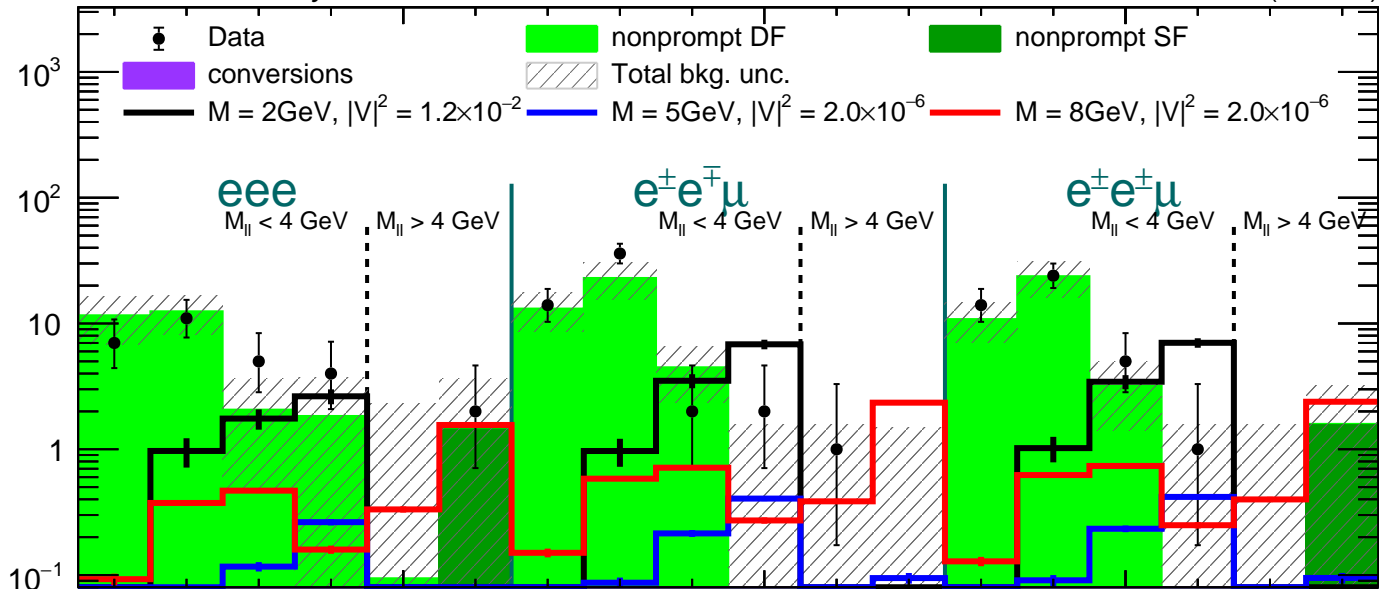 Data nonprompt DF nonprompt SF
conversions Total bkg. unc.
M = 2GeV, |V|² = 1.2×10⁻² M = 5GeV, |V|² = 2.0×10⁻⁶ M = 8GeV, |V|² = 2.0×10⁻⁶
eee e±e∓μ e±e±μ
M_ll < 4 GeV M_ll > 4 GeV M_ll < 4 GeV M_ll > 4 GeV M_ll < 4 GeV M_ll > 4 GeV
10³
10²
10
1
10⁻¹